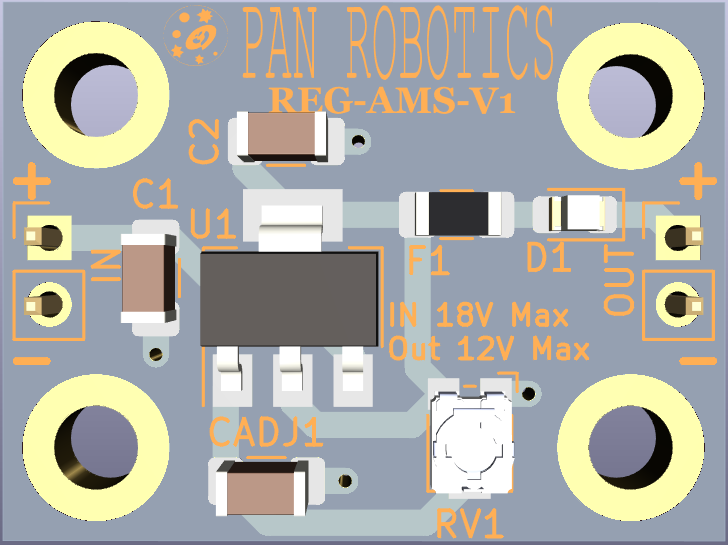 PAN ROBOTICS
REG-AMS-V1
C2
+
+
C1
U1
IN
F1
D1
OUT
IN 18V Max
Out 12V Max
-
-
CADJ1
RV1